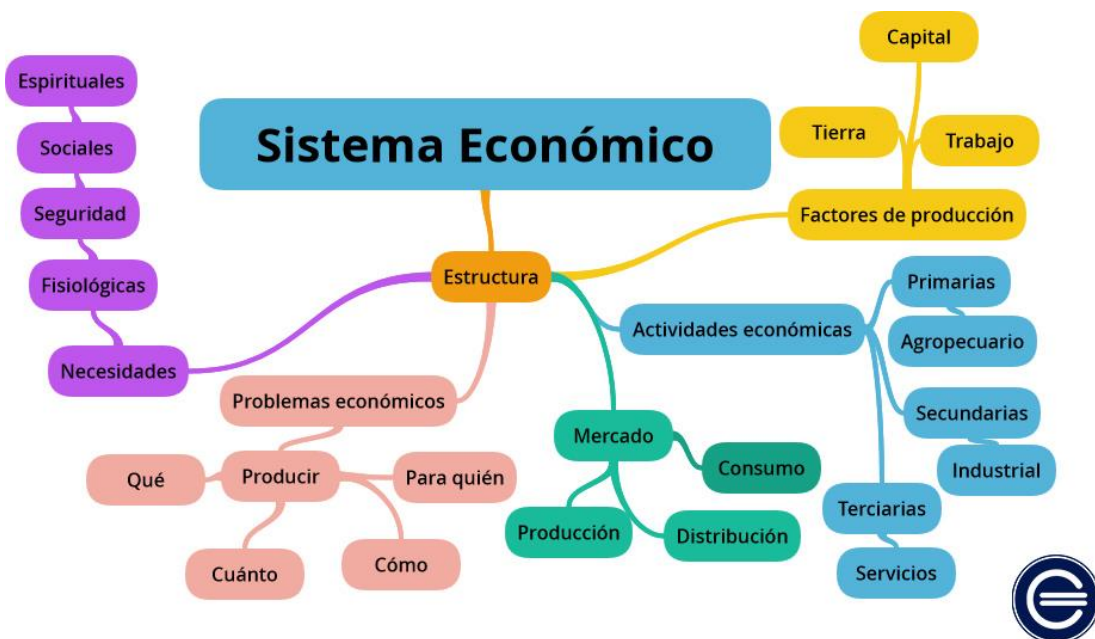 Sistema Económico
Estructura
Necesidades
Fisiológicas
Seguridad
Sociales
Espirituales
Problemas económicos
Producir
Qué
Cuánto
Cómo
Para quién
Mercado
Producción
Distribución
Consumo
Actividades económicas
Primarias
Agropecuario
Secundarias
Industrial
Terciarias
Servicios
Factores de producción
Tierra
Capital
Trabajo